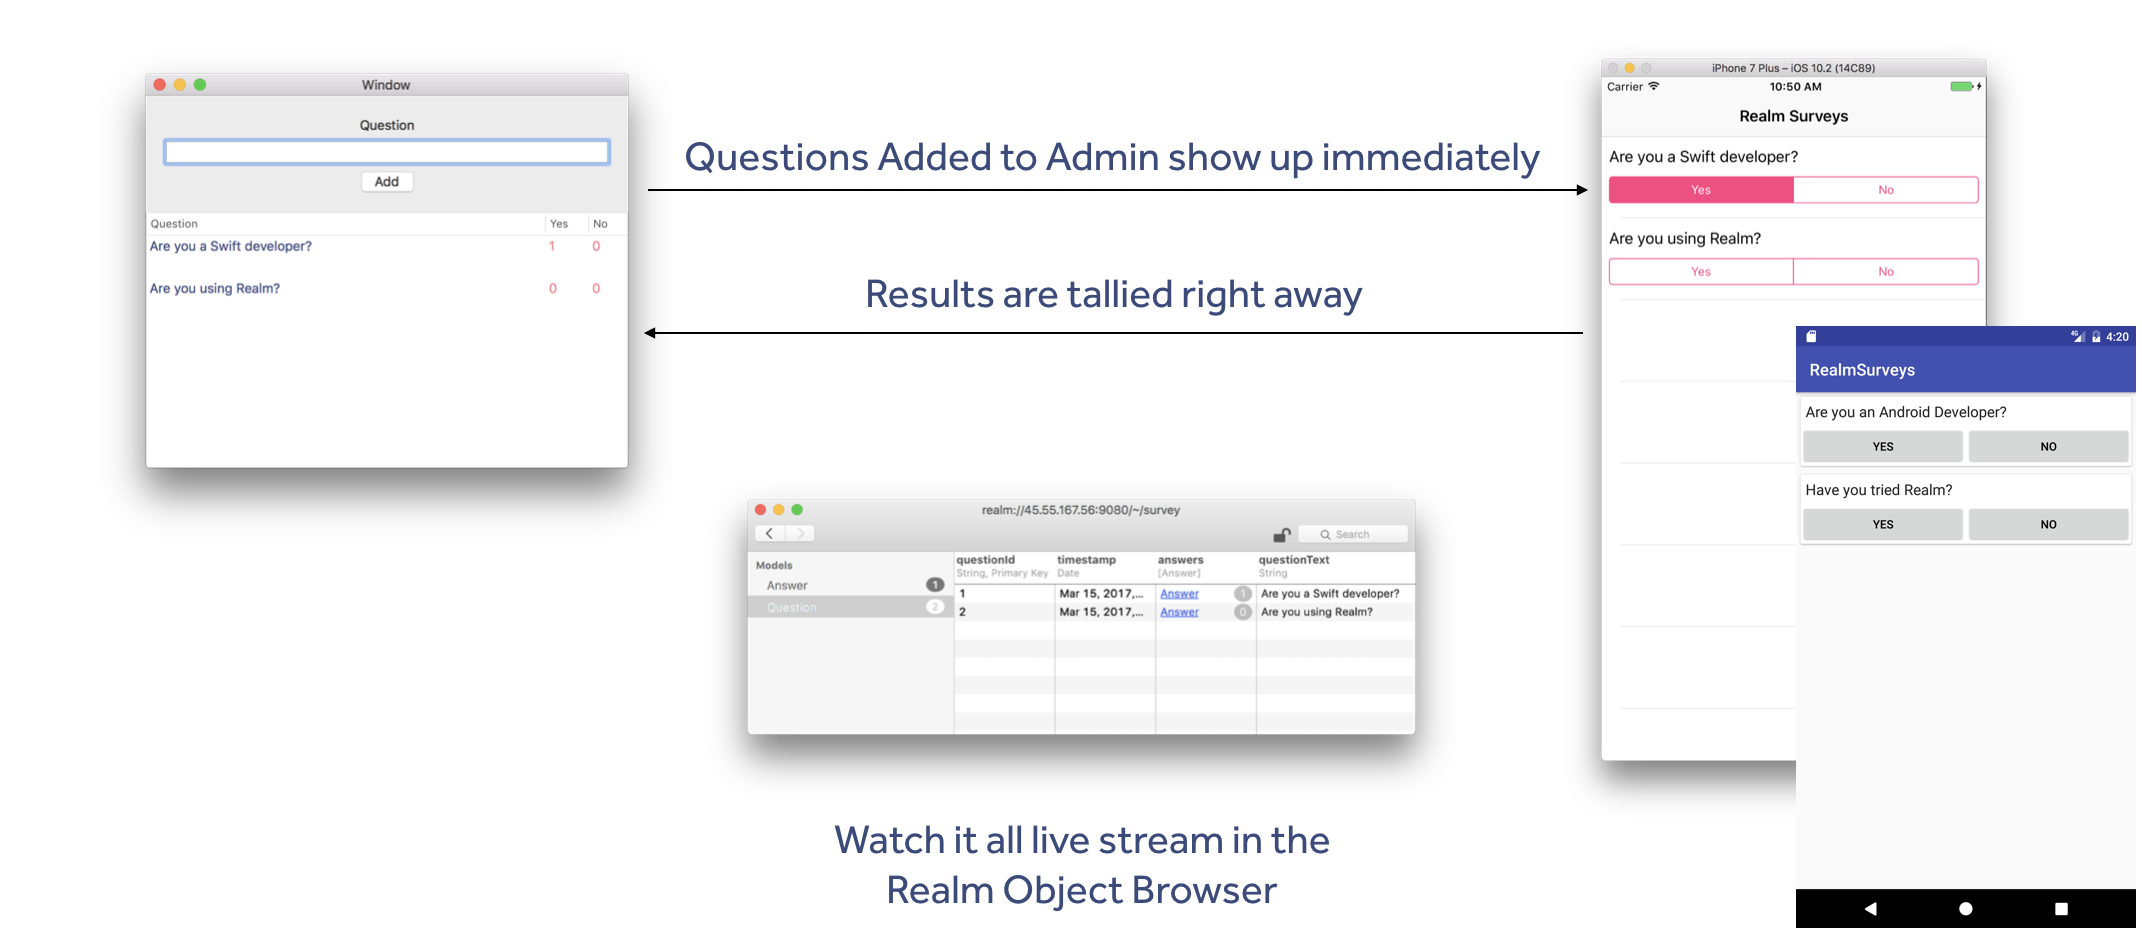 Window
Question
Add
Question Yes No
Are you a Swift developer? 1 0
Are you using Realm? 0 0
Questions Added to Admin show up immediately
Results are tallied right away
iPhone 7 Plus – iOS 10.2 (14C89)
Carrier 10:50 AM
Realm Surveys
Are you a Swift developer?
Yes No
Are you using Realm?
Yes No
4G 4:20
RealmSurveys
Are you an Android Developer?
YES NO
Have you tried Realm?
YES NO
realm://45.55.167.56:9080/~/survey
Search
Models
Answer 1
Question 2
questionId timestamp answers questionText
String, Primary Key Date [Answer] String
1 Mar 15, 2017,... Answer 1 Are you a Swift developer?
2 Mar 15, 2017,... Answer 0 Are you using Realm?
Watch it all live stream in the
Realm Object Browser